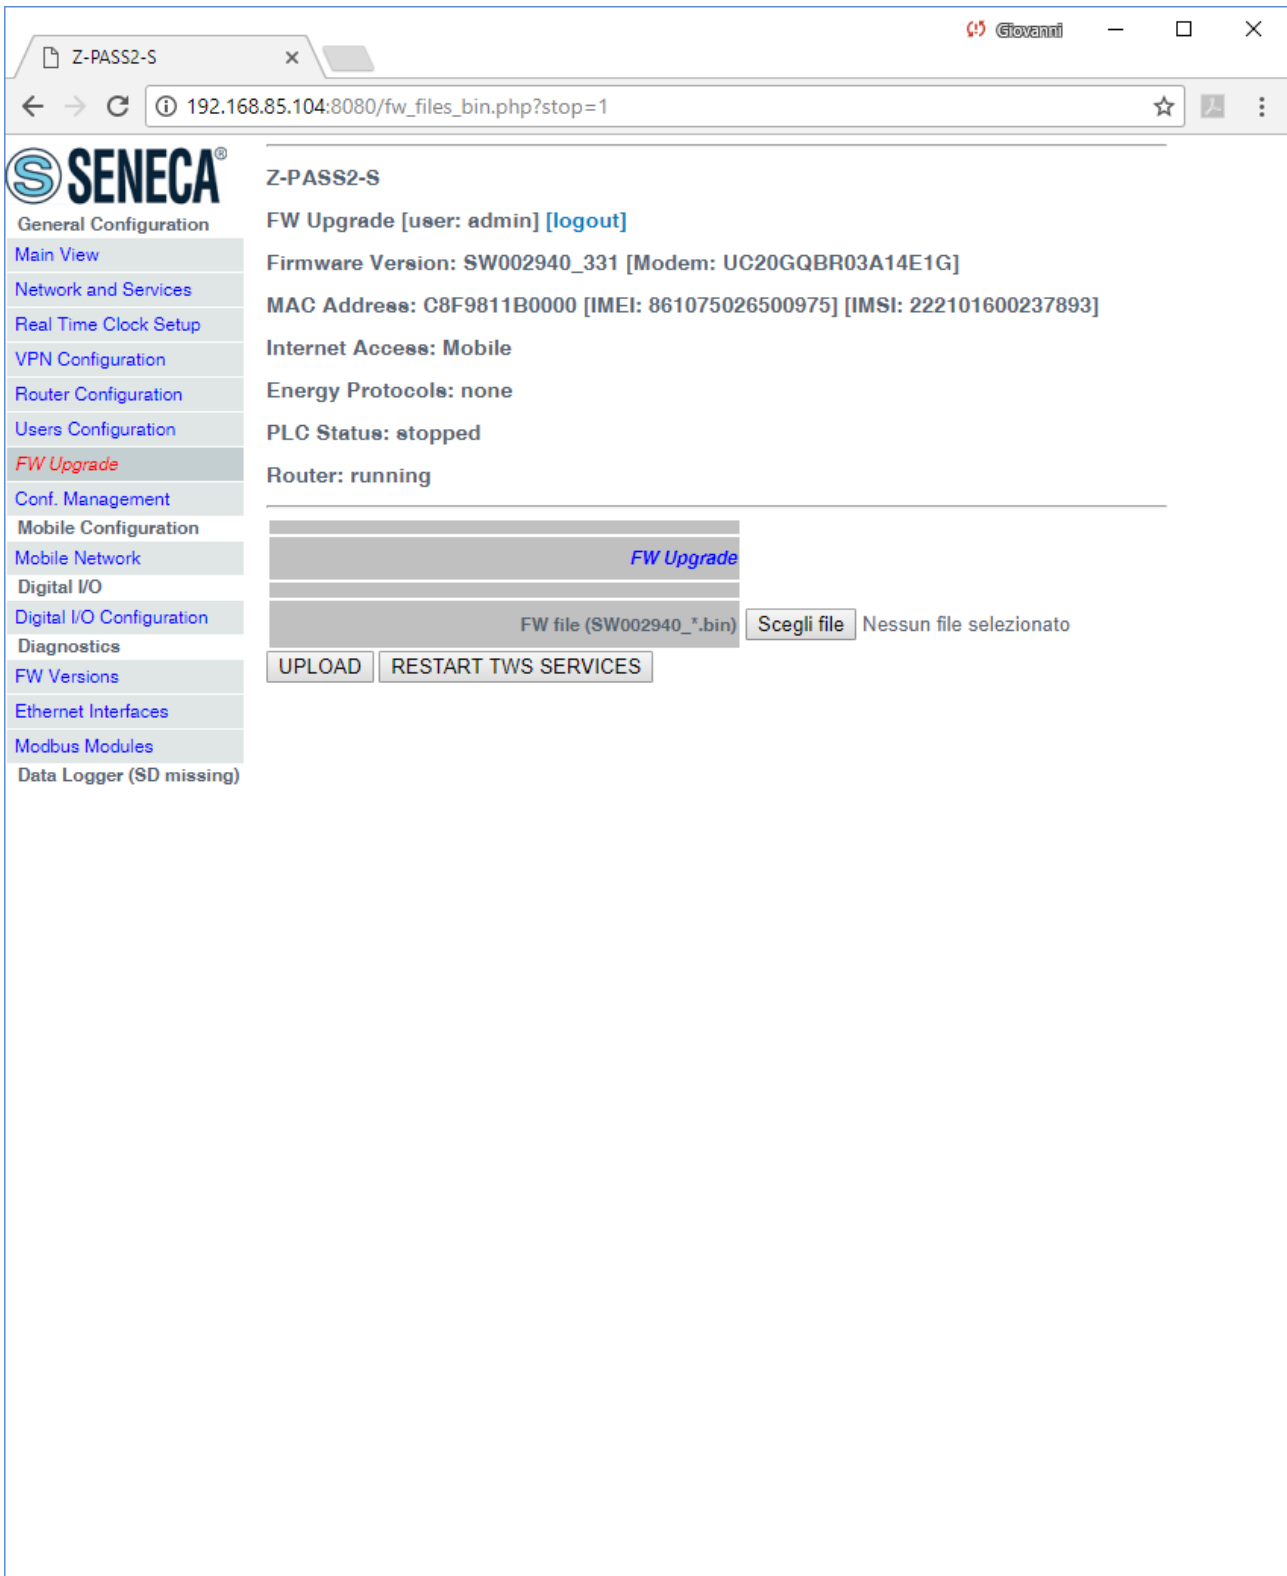 Giovanni
Z-PASS2-S
192.168.85.104:8080/fw_files_bin.php?stop=1
SENECA®
General Configuration
Main View
Network and Services
Real Time Clock Setup
VPN Configuration
Router Configuration
Users Configuration
FW Upgrade
Conf. Management
Mobile Configuration
Mobile Network
Digital I/O
Digital I/O Configuration
Diagnostics
FW Versions
Ethernet Interfaces
Modbus Modules
Data Logger (SD missing)
Z-PASS2-S
FW Upgrade [user: admin] [logout]
Firmware Version: SW002940_331 [Modem: UC20GQBR03A14E1G]
MAC Address: C8F9811B0000 [IMEI: 861075026500975] [IMSI: 222101600237893]
Internet Access: Mobile
Energy Protocols: none
PLC Status: stopped
Router: running
FW Upgrade
FW file (SW002940_*.bin) Scegli file Nessun file selezionato
UPLOAD RESTART TWS SERVICES